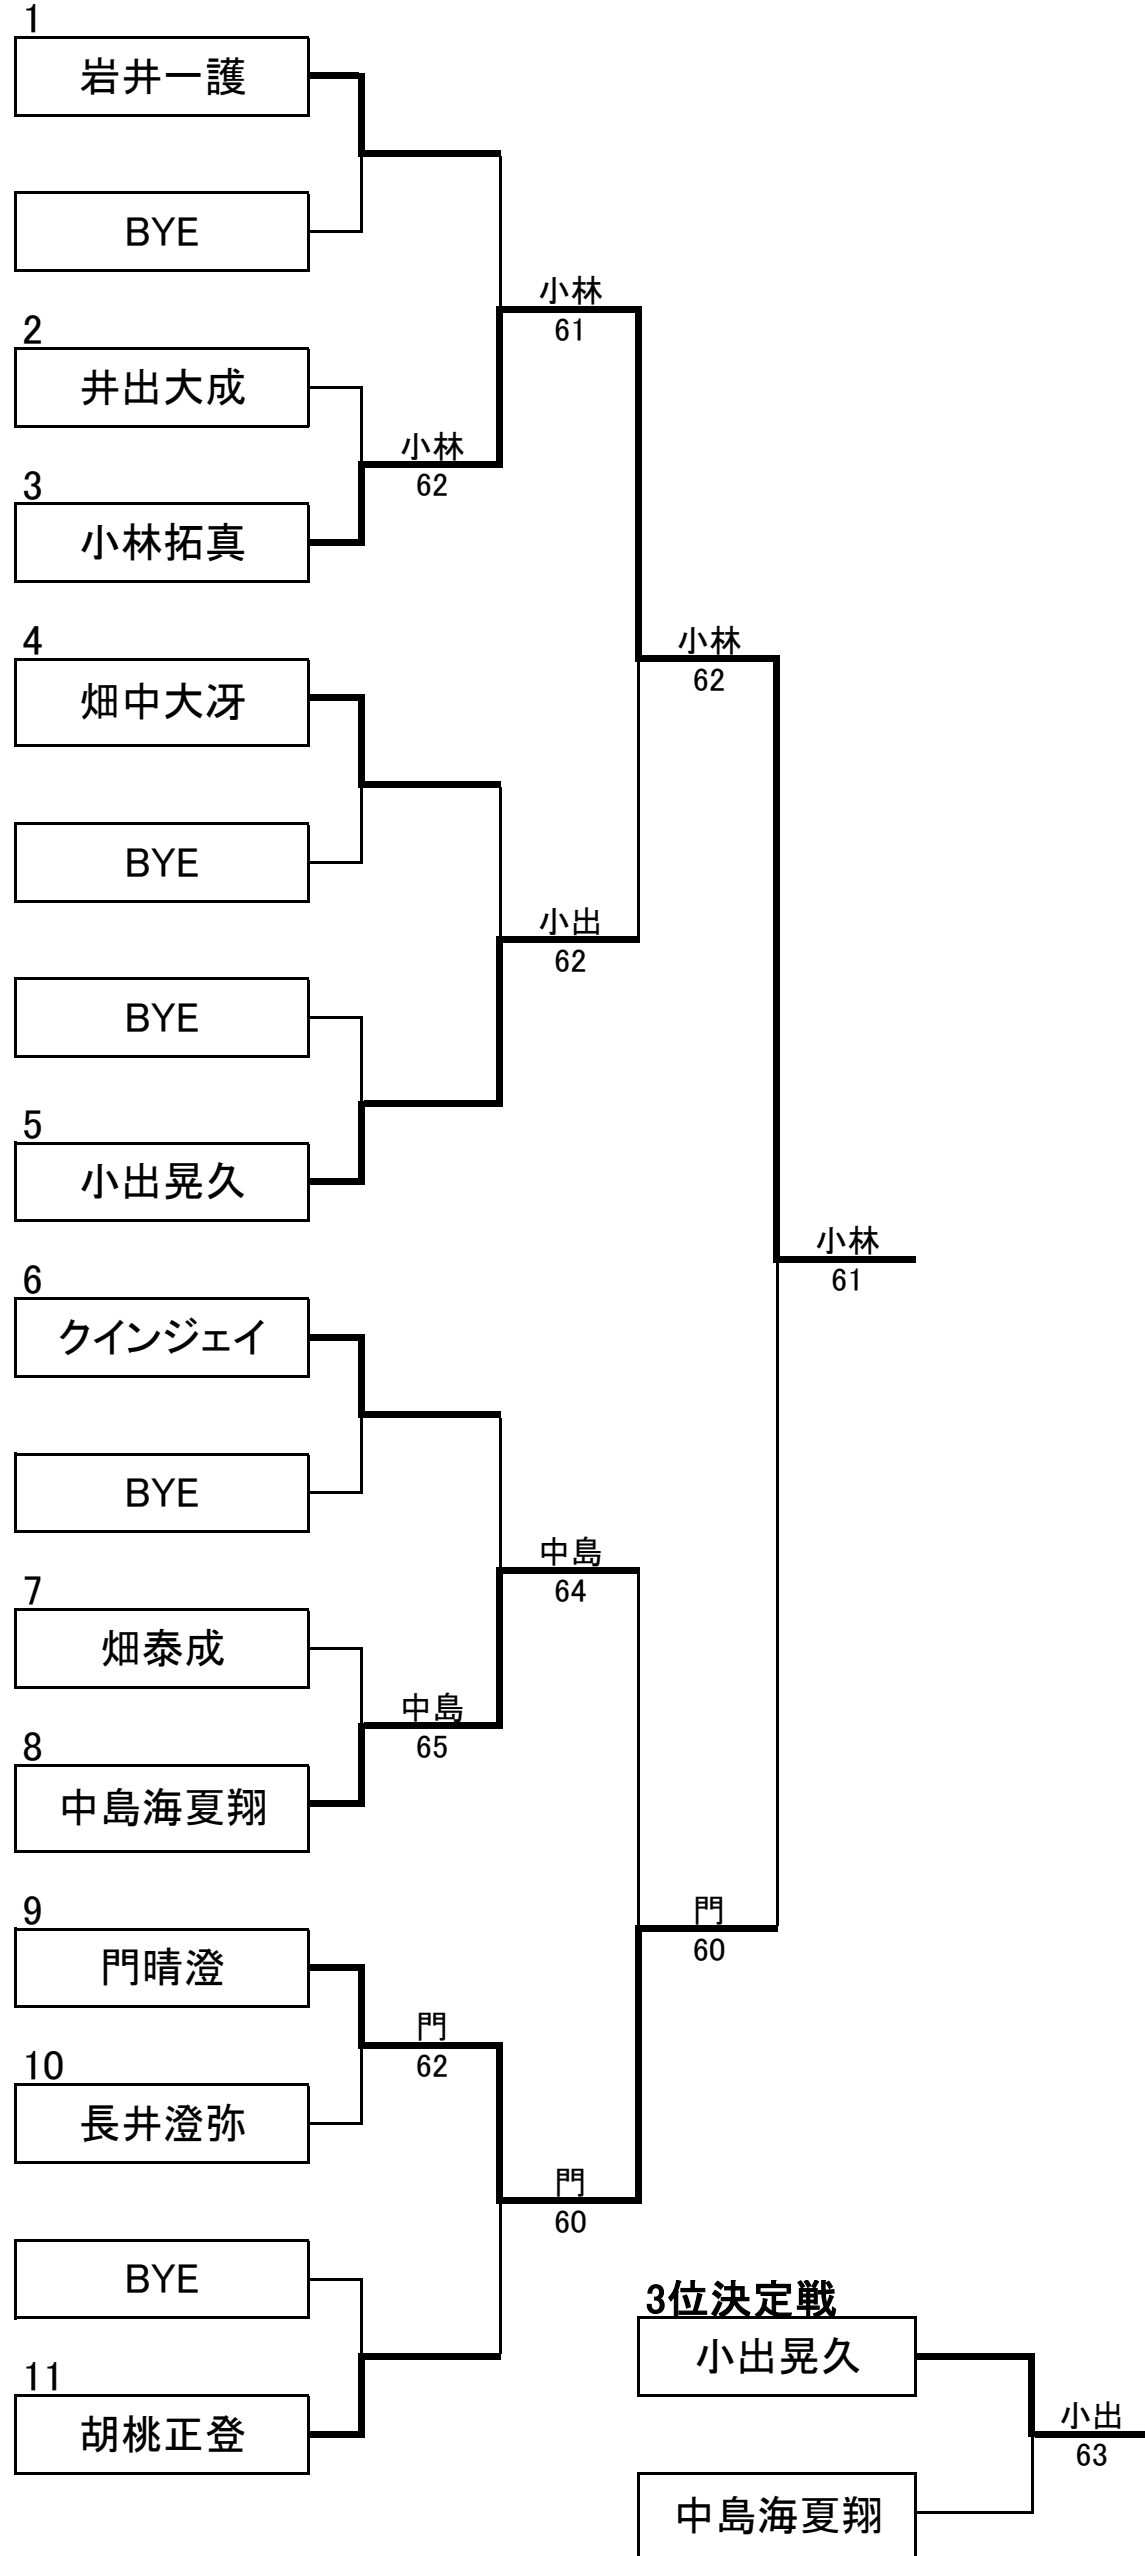 1
岩井一護
BYE
小林
61
2
井出大成
小林
62
3
小林拓真
4
畑中大冴
小林
62
BYE
小出
62
BYE
5
小出晃久
小林
61
6
クインジェイ
BYE
中島
64
7
畑泰成
中島
65
8
中島海夏翔
9
門晴澄
門
60
門
62
10
長井澄弥
門
60
BYE
11
胡桃正登
3位決定戦
小出晃久
小出
63
中島海夏翔